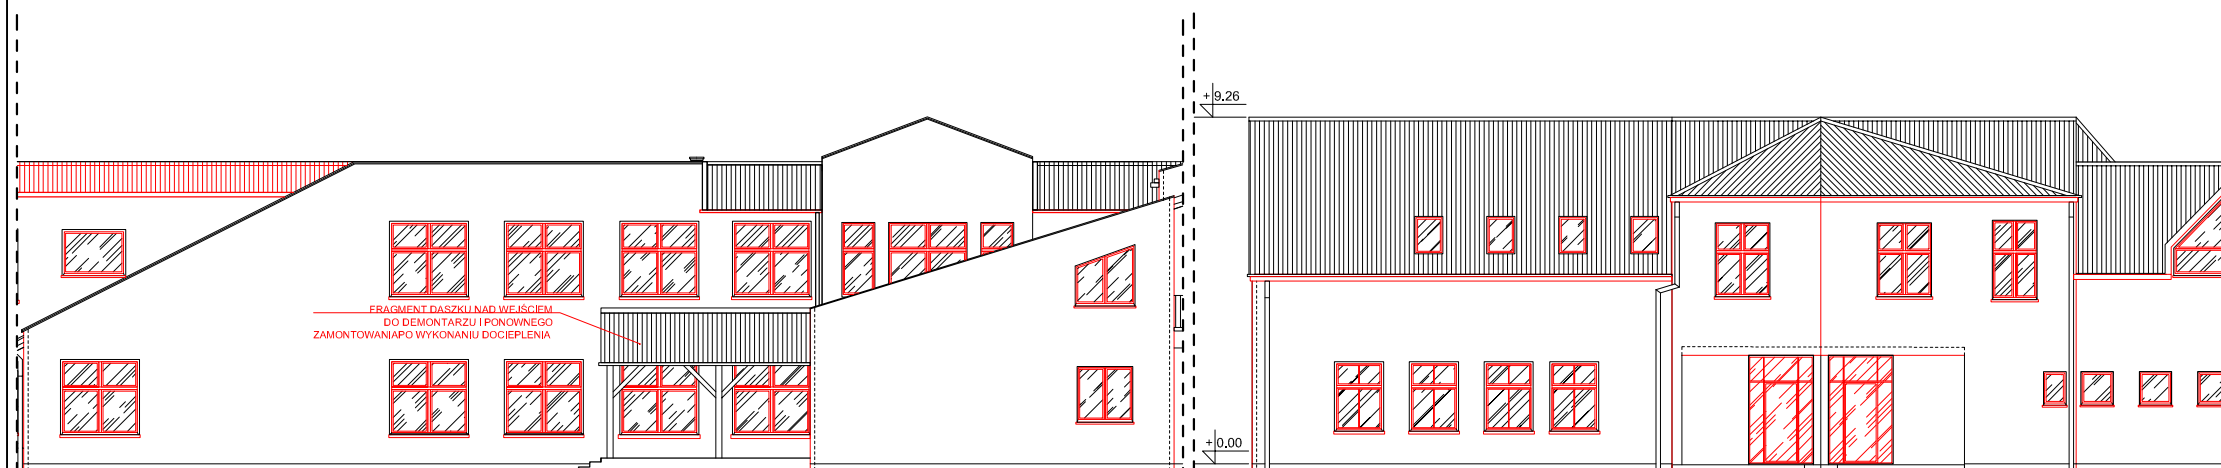 +9.26
FRAGMENT DASZKU NAD WEJŚCIEM
DO DEMONTARZU I PONOWNEGO
ZAMONTOWANIAPO WYKONANIU DOCIEPLENIA
+0.00